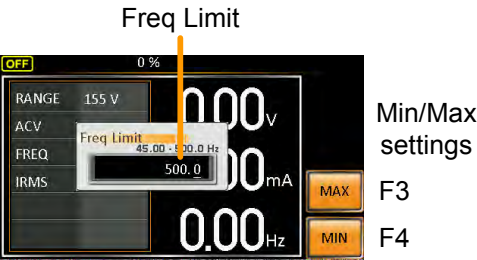 Freq Limit
OFF 0 %
RANGE 155 V
ACV
FREQ
IRMS
0.00V
Freq Limit
45.00 - 500.0 Hz
500.0
00mA
0.00Hz
MAX
MIN
Min/Max
settings
F3
F4